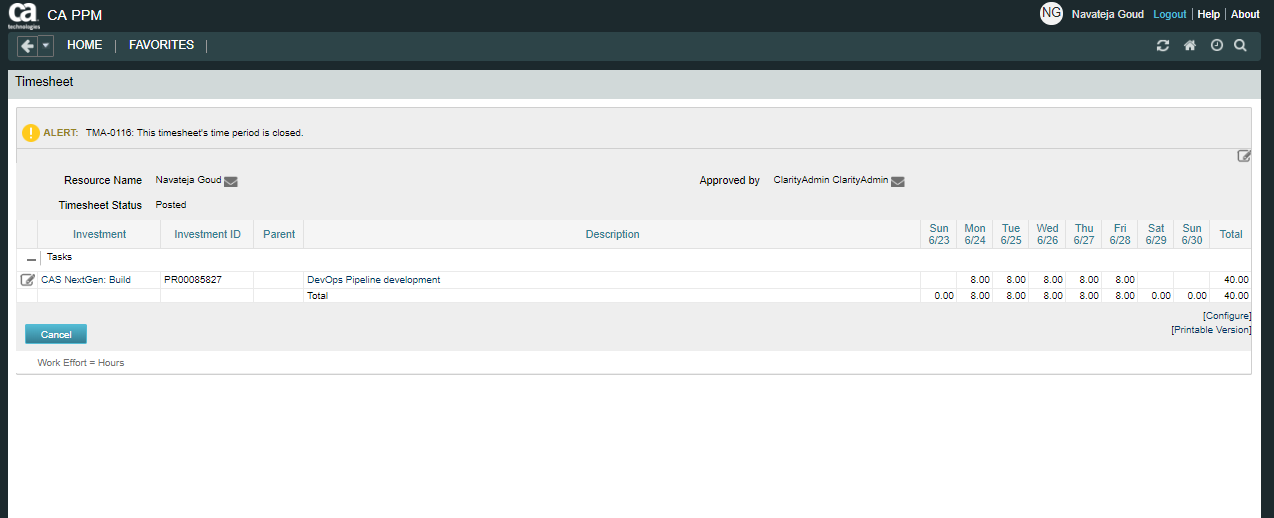 ca technologies CA PPM NG Navateja Goud Logout | Help | About
HOME | FAVORITES |
Timesheet
ALERT: TMA-0116: This timesheet's time period is closed.
Resource Name Navateja Goud Approved by ClarityAdmin ClarityAdmin
Timesheet Status Posted
Investment Investment ID Parent Description Sun 6/23 Mon 6/24 Tue 6/25 Wed 6/26 Thu 6/27 Fri 6/28 Sat 6/29 Sun 6/30 Total
Tasks
CAS NextGen: Build PR00085827 DevOps Pipeline development 8.00 8.00 8.00 8.00 8.00 40.00
Total 0.00 8.00 8.00 8.00 8.00 8.00 0.00 0.00 40.00
[Configure]
[Printable Version]
Cancel
Work Effort = Hours